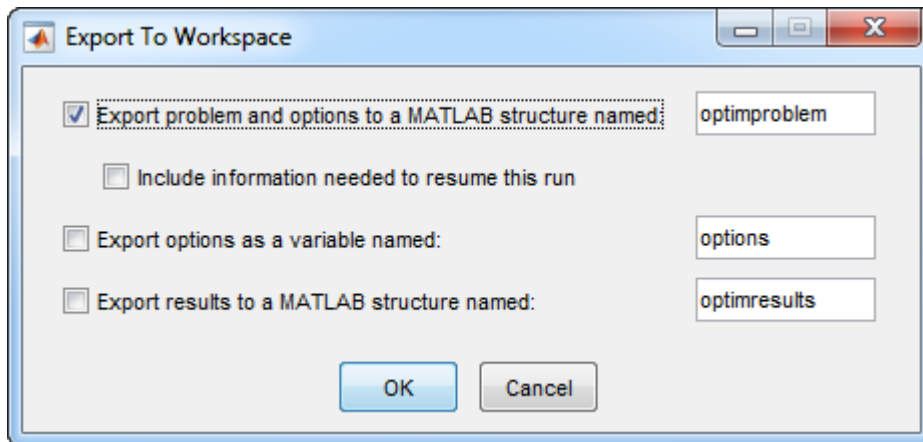 Export To Workspace
Export problem and options to a MATLAB structure named: optimproblem
Include information needed to resume this run
Export options as a variable named: options
Export results to a MATLAB structure named: optimresults
OK Cancel